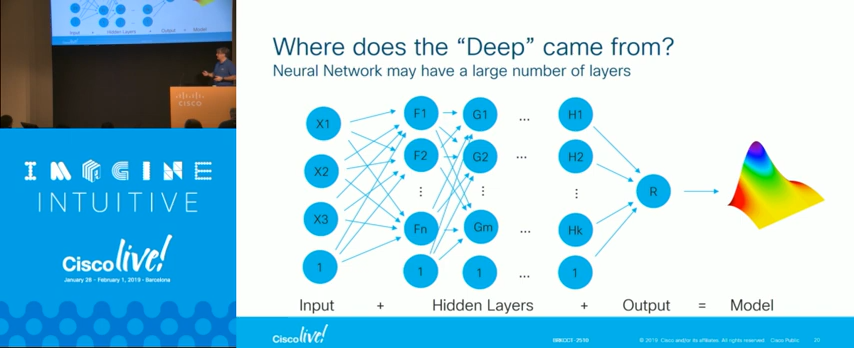 CISCO
IMAGINE
INTUITIVE
Cisco live!
January 28 - February 1, 2019 - Barcelona
Where does the “Deep” came from?
Neural Network may have a large number of layers
X1
X2
X3
1
F1
F2
⋮
Fn
1
G1
G2
⋮
Gm
1
...
...
...
...
H1
H2
⋮
Hk
1
R
Input + Hidden Layers + Output = Model
Cisco live!
© 2019 Cisco and/or its affiliates. All rights reserved. Cisco Public
20